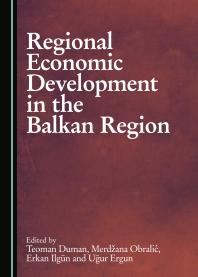 Regional
Economic
Development
in the
Balkan Region
Edited by
Teoman Duman, Merdžana Obralić,
Erkan Ilgün and Uğur Ergun